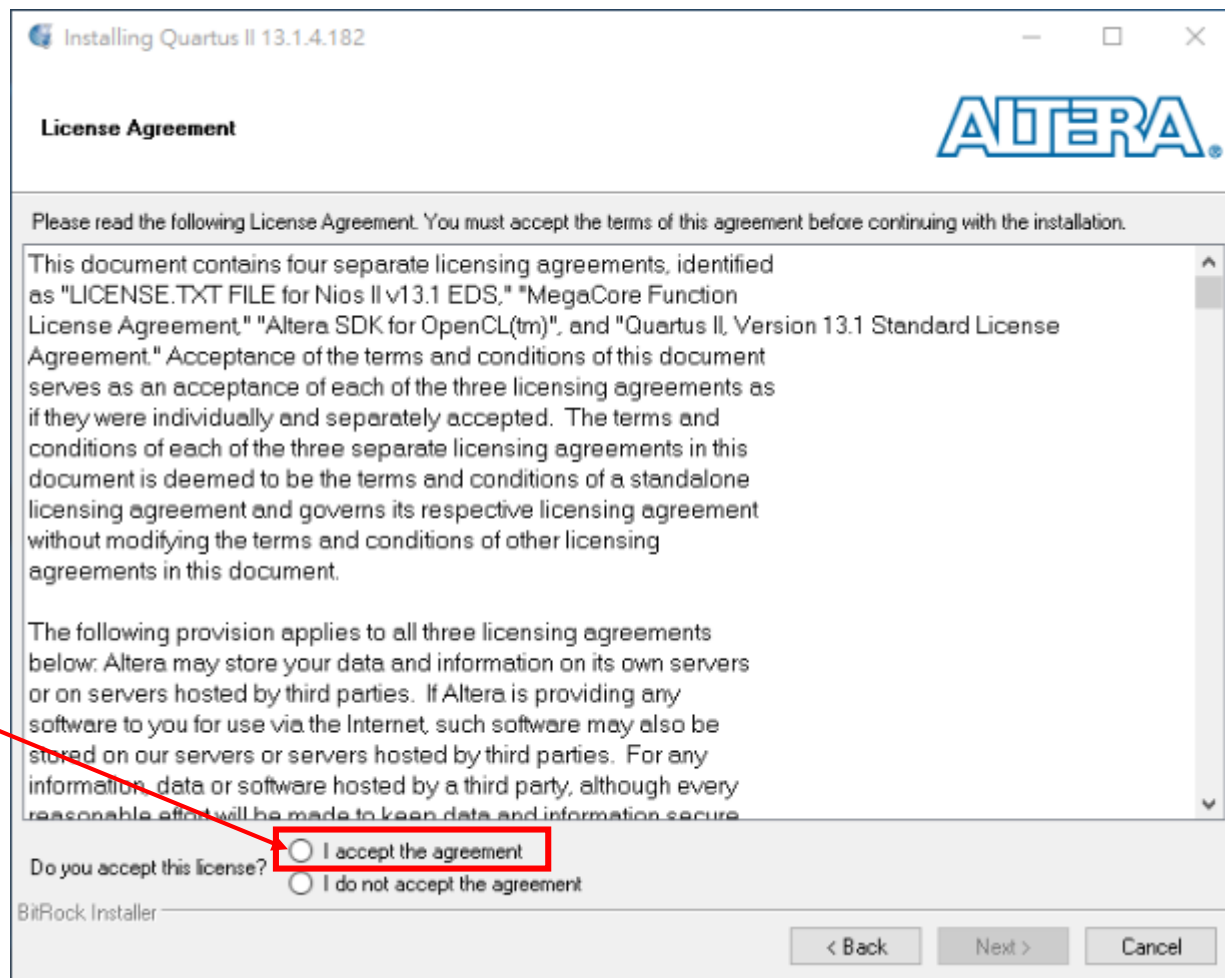 Installing Quartus II 13.1.4.182
License Agreement
ALTERA®
Please read the following License Agreement. You must accept the terms of this agreement before continuing with the installation.
This document contains four separate licensing agreements, identified
as "LICENSE.TXT FILE for Nios II v13.1 EDS," "MegaCore Function
License Agreement," "Altera SDK for OpenCL(tm)", and "Quartus II, Version 13.1 Standard License
Agreement." Acceptance of the terms and conditions of this document
serves as an acceptance of each of the three licensing agreements as
if they were individually and separately accepted.  The terms and
conditions of each of the three separate licensing agreements in this
document is deemed to be the terms and conditions of a standalone
licensing agreement and governs its respective licensing agreement
without modifying the terms and conditions of other licensing
agreements in this document.
The following provision applies to all three licensing agreements
below: Altera may store your data and information on its own servers
or on servers hosted by third parties.  If Altera is providing any
software to you for use via the Internet, such software may also be
stored on our servers or servers hosted by third parties.  For any
information, data or software hosted by a third party, although every
reasonable effort will be made to keep data and information secure
Do you accept this license?
I accept the agreement
I do not accept the agreement
BitRock Installer
< Back
Next >
Cancel